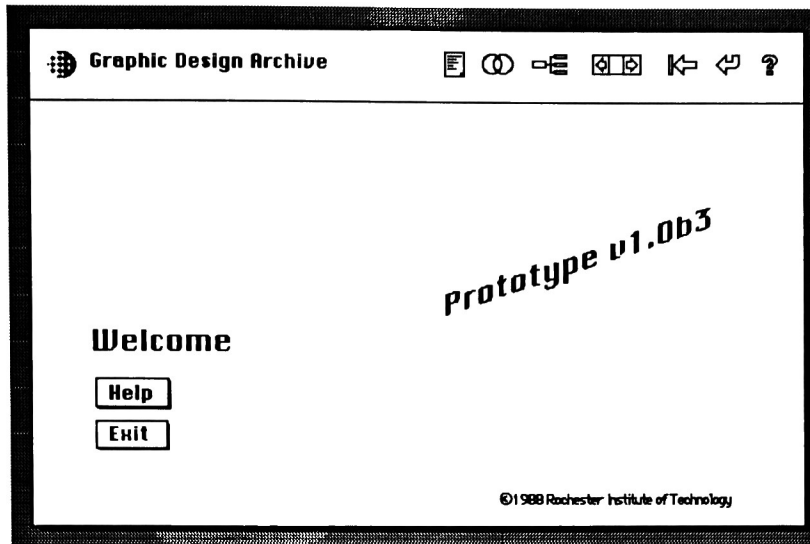 Graphic Design Archive
?
Prototype v1.0b3
Welcome
Help
Exit
©1988 Rochester Institute of Technology